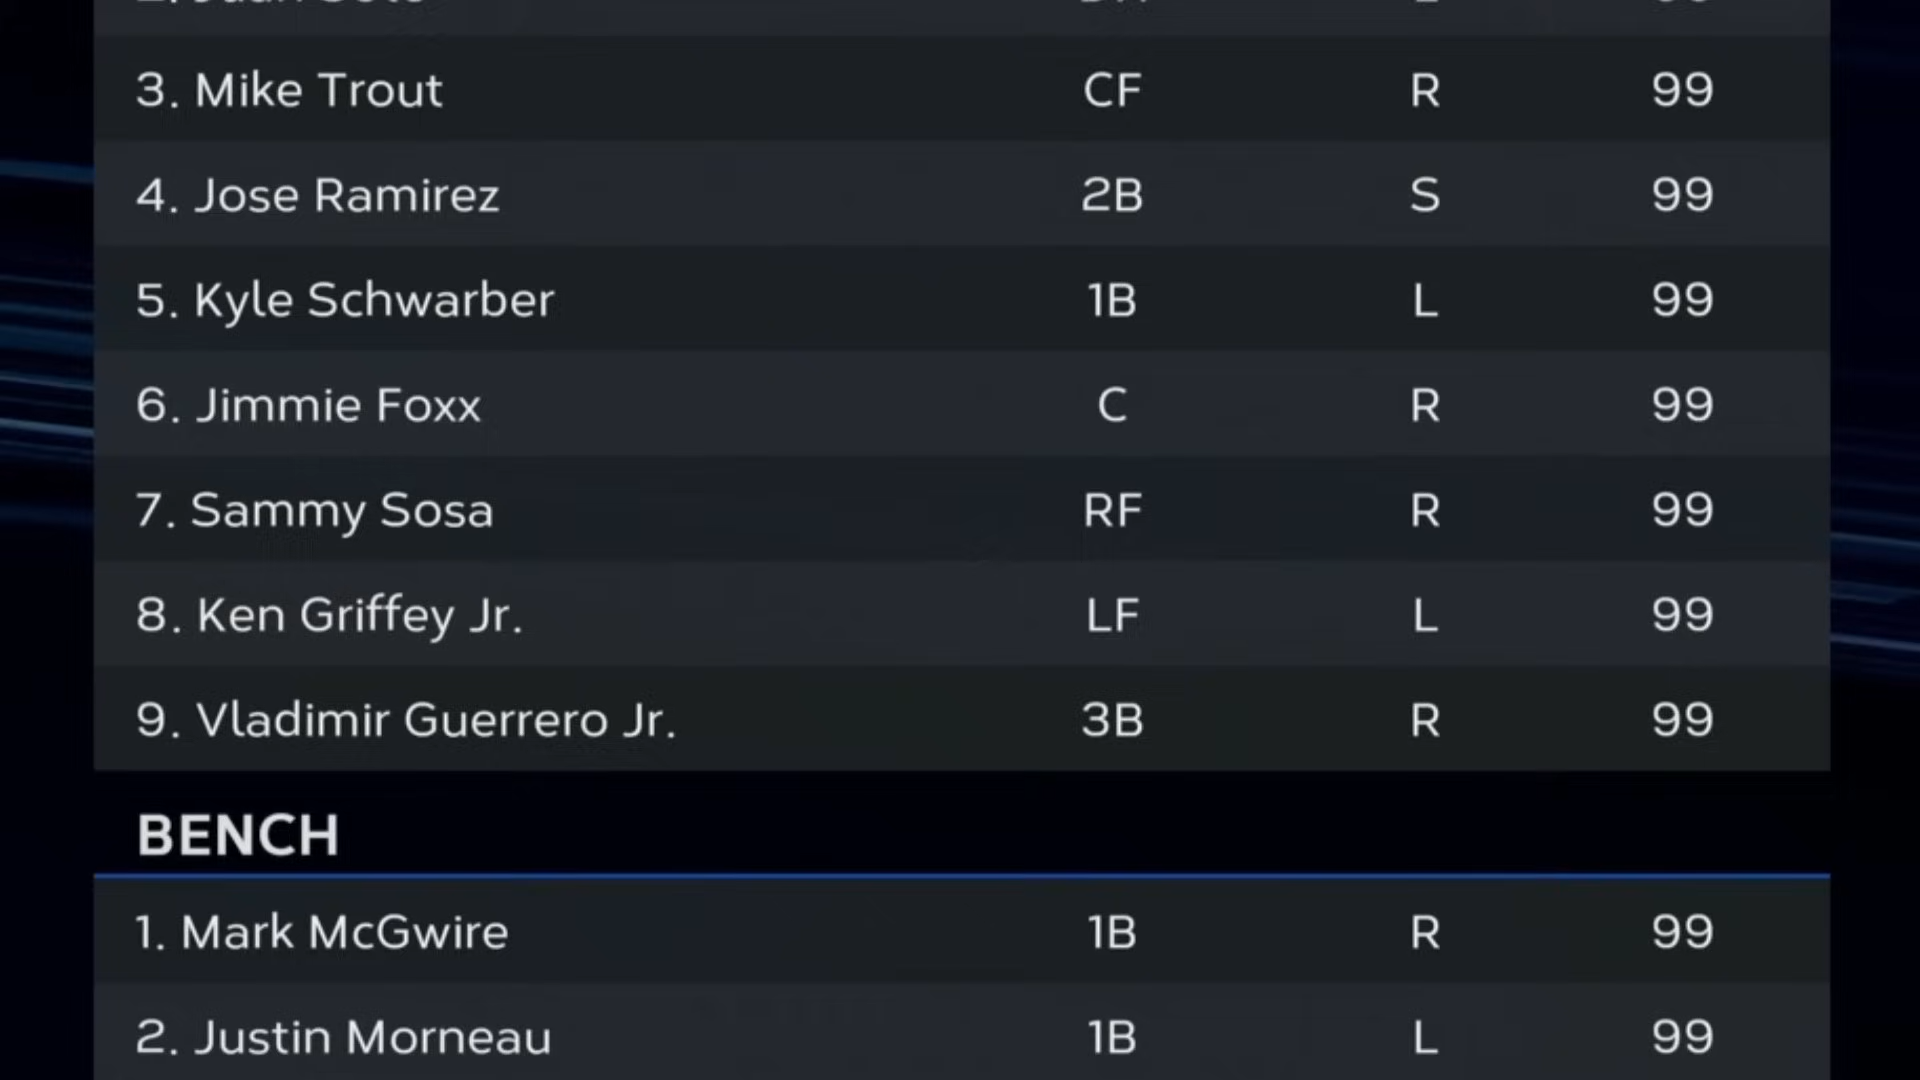 3. Mike Trout CF R 99
4. Jose Ramirez 2B S 99
5. Kyle Schwarber 1B L 99
6. Jimmie Foxx C R 99
7. Sammy Sosa RF R 99
8. Ken Griffey Jr. LF L 99
9. Vladimir Guerrero Jr. 3B R 99
BENCH
1. Mark McGwire 1B R 99
2. Justin Morneau 1B L 99